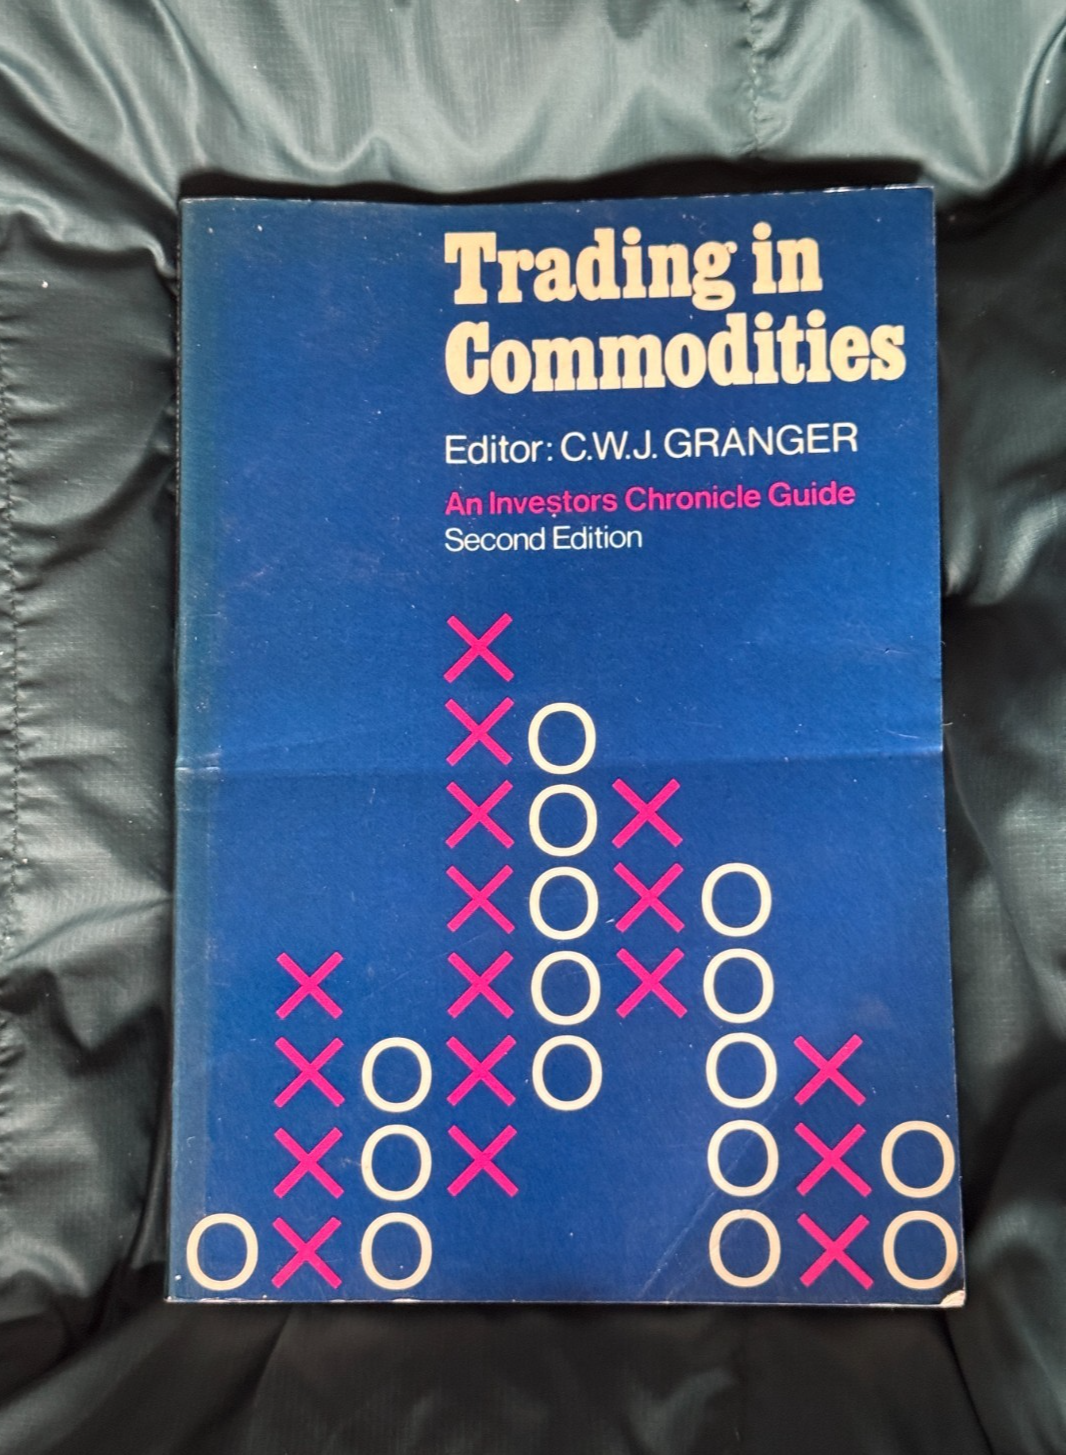 Trading in
Commodities
Editor: C.W.J. GRANGER
An Investors Chronicle Guide
Second Edition
X
X
X O
X O X
X O X O
X X O X O
X O X O O X
X O X O X O
O X O O X O